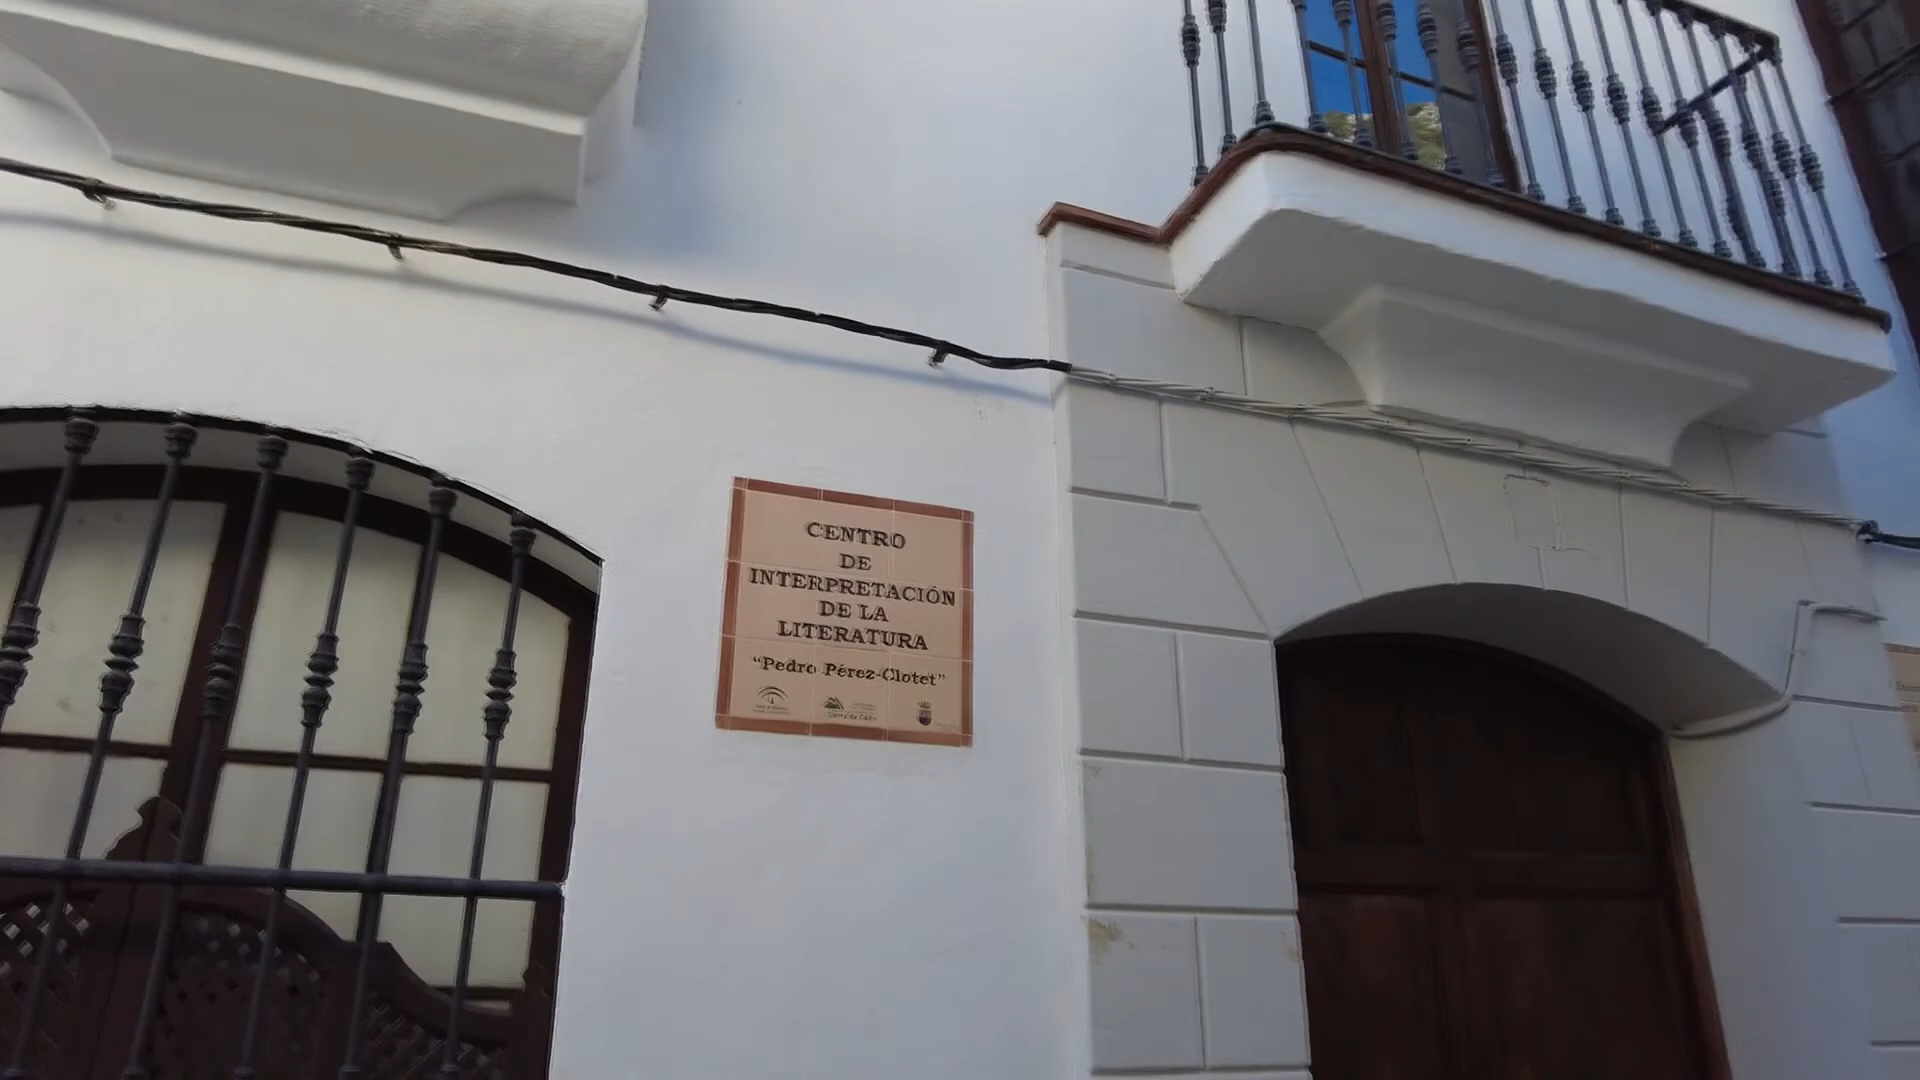 CENTRO
DE
INTERPRETACIÓN
DE LA
LITERATURA
“Pedro Pérez-Clotet”